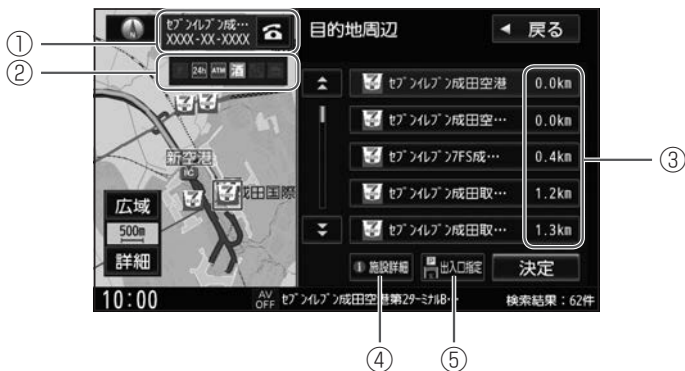 ①
ｾﾌﾞﾝｲﾚﾌﾞﾝ成…
XXXX-XX-XXXX
目的地周辺
◀ 戻る
②
24h ATM 酒
ｾﾌﾞﾝｲﾚﾌﾞﾝ成田空港 0.0km
ｾﾌﾞﾝｲﾚﾌﾞﾝ成田空… 0.0km
ｾﾌﾞﾝｲﾚﾌﾞﾝ7FS成… 0.4km
③
ｾﾌﾞﾝｲﾚﾌﾞﾝ成田取… 1.2km
ｾﾌﾞﾝｲﾚﾌﾞﾝ成田取… 1.3km
新空港
IC
成田国際
広域
500m
詳細
施設詳細
P 出入口指定
決定
10:00
AV OFF
ｾﾌﾞﾝｲﾚﾌﾞﾝ成田空港第2ﾀｰﾐﾅﾙB…
検索結果：62件
④
⑤